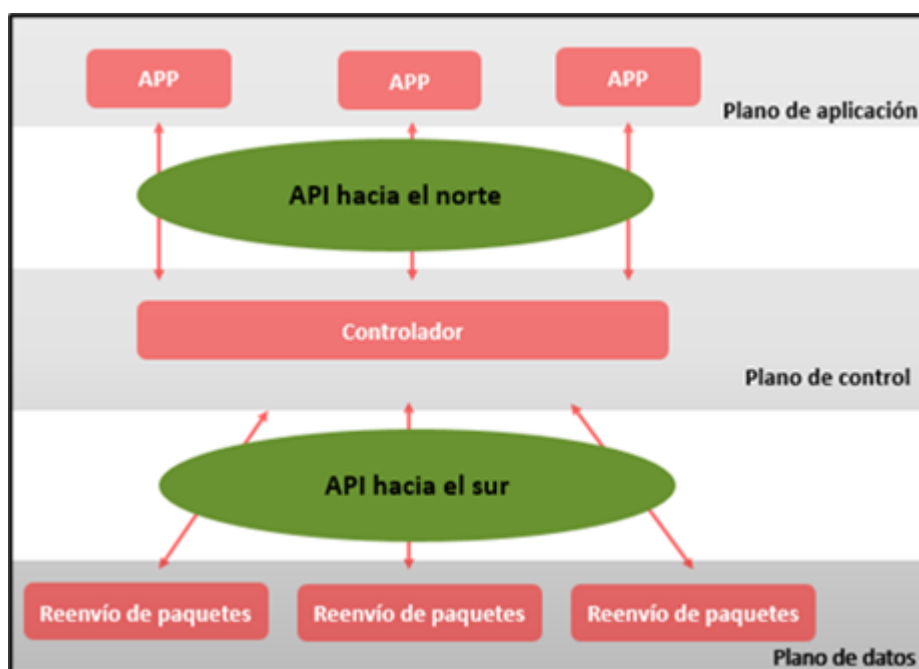 APP
APP
APP
Plano de aplicación
API hacia el norte
Controlador
Plano de control
API hacia el sur
Reenvío de paquetes
Reenvío de paquetes
Reenvío de paquetes
Plano de datos